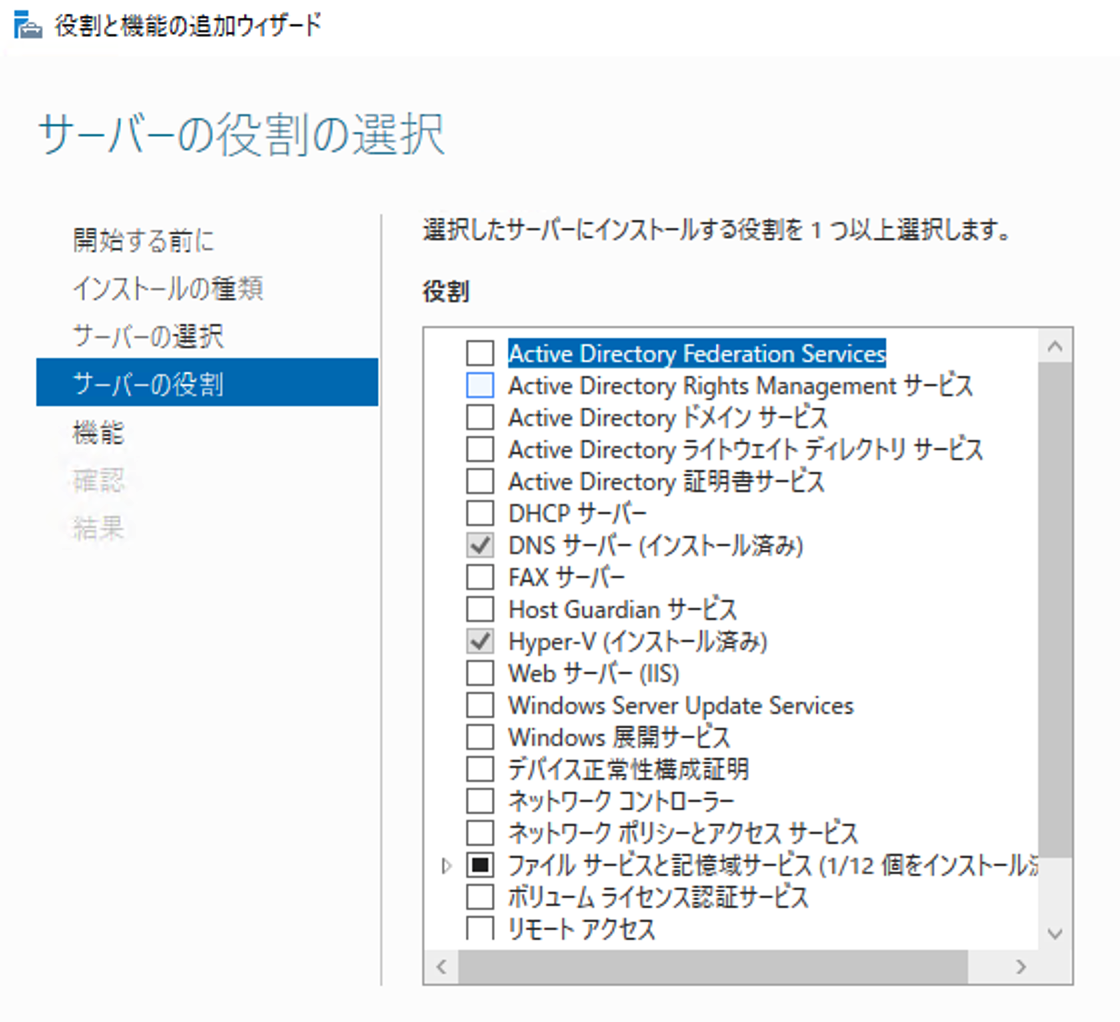 役割と機能の追加ウィザード
サーバーの役割の選択
開始する前に
インストールの種類
サーバーの選択
サーバーの役割
機能
確認
結果
選択したサーバーにインストールする役割を 1 つ以上選択します。
役割
Active Directory Federation Services
Active Directory Rights Management サービス
Active Directory ドメイン サービス
Active Directory ライトウェイト ディレクトリ サービス
Active Directory 証明書サービス
DHCP サーバー
DNS サーバー (インストール済み)
FAX サーバー
Host Guardian サービス
Hyper-V (インストール済み)
Web サーバー (IIS)
Windows Server Update Services
Windows 展開サービス
デバイス正常性構成証明
ネットワーク コントローラー
ネットワーク ポリシーとアクセス サービス
ファイル サービスと記憶域サービス (1/12 個をインストール
ボリューム ライセンス認証サービス
リモート アクセス